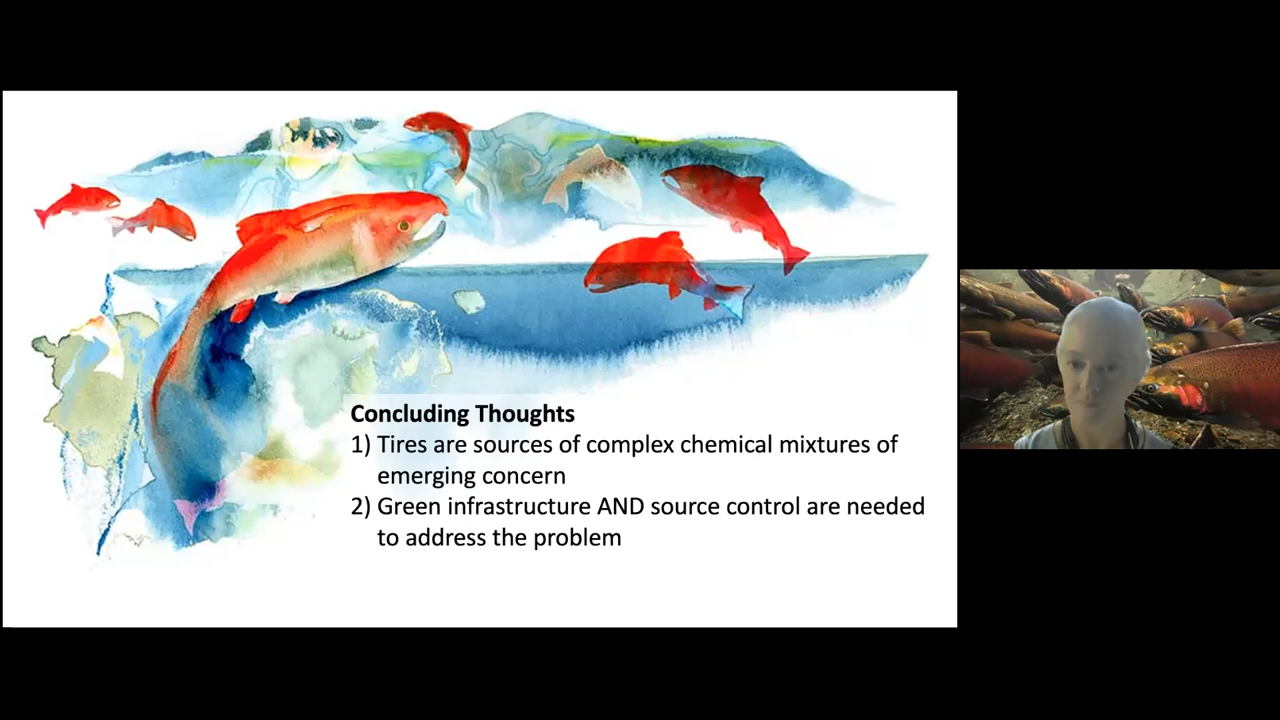 Concluding Thoughts
1) Tires are sources of complex chemical mixtures of
emerging concern
2) Green infrastructure AND source control are needed
to address the problem